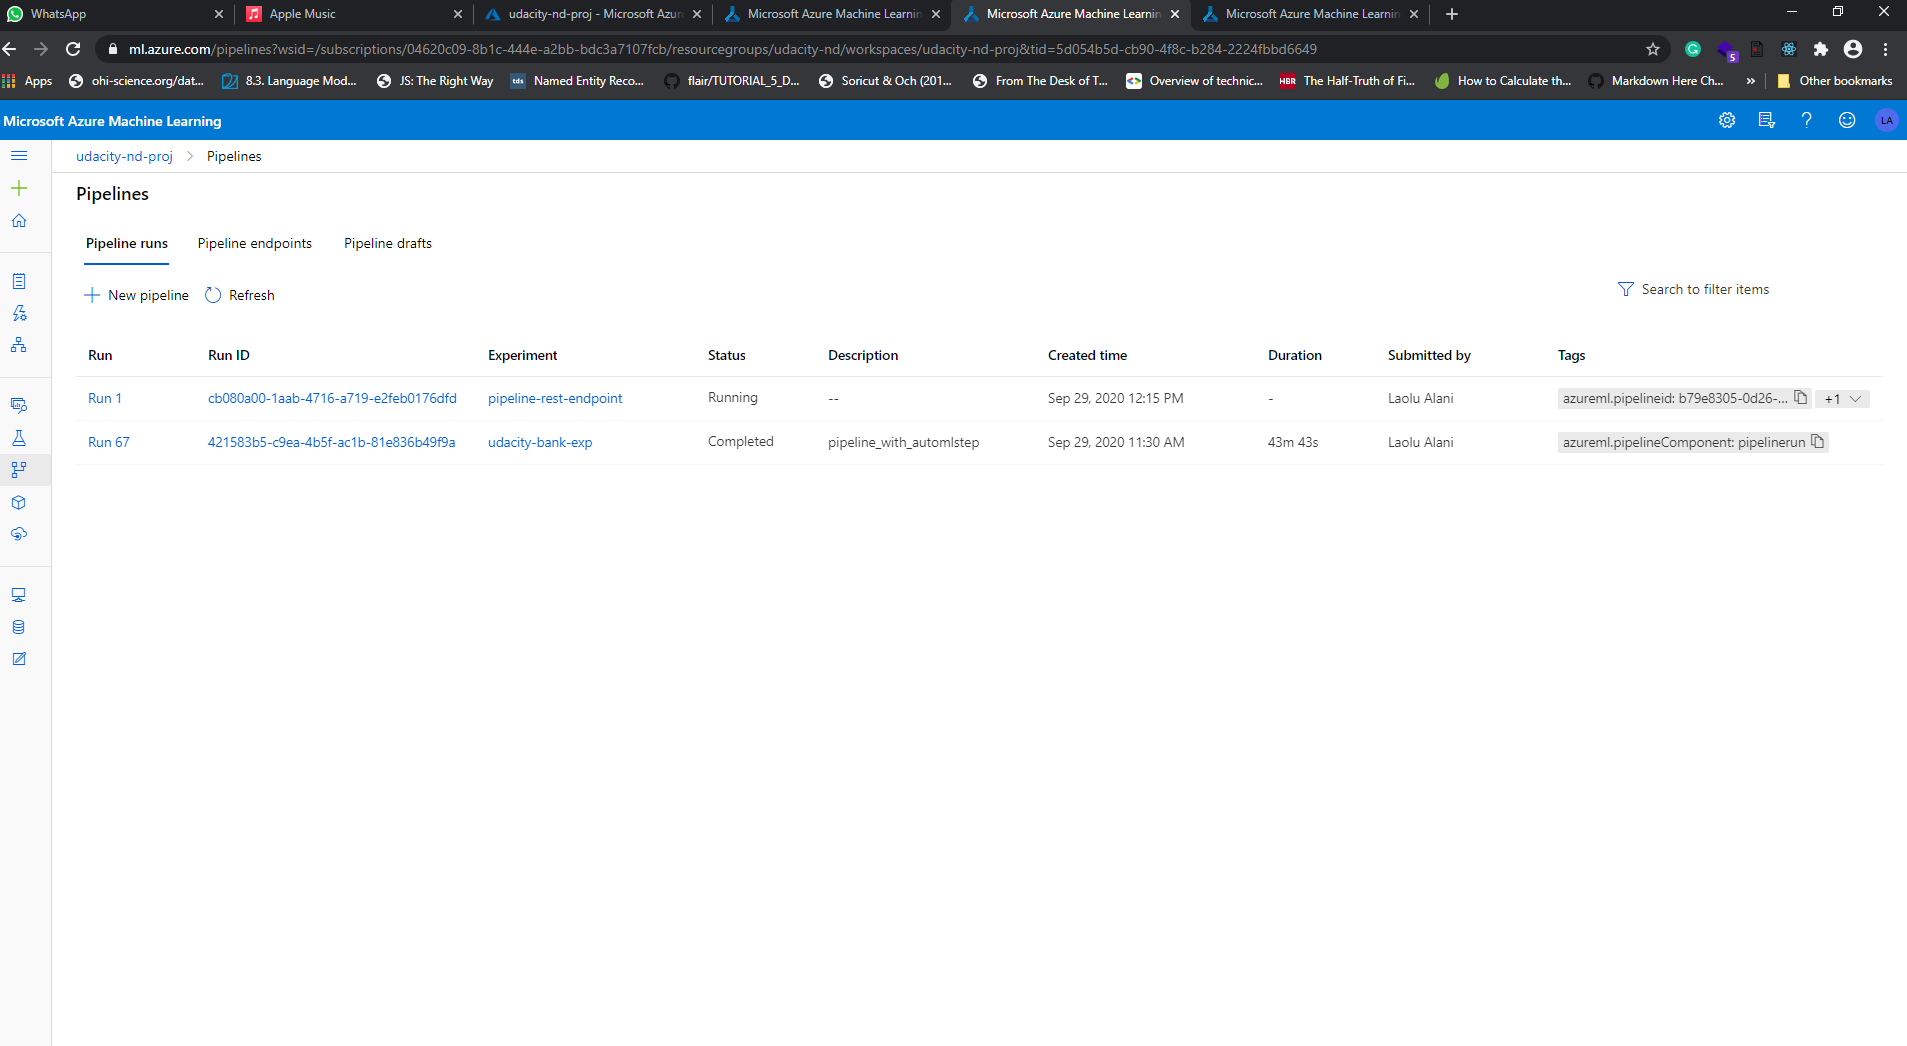 WhatsApp
Apple Music
udacity-nd-proj - Microsoft Azur
Microsoft Azure Machine Learnin
Microsoft Azure Machine Learnin
Microsoft Azure Machine Learnin
ml.azure.com/pipelines?wsid=/subscriptions/04620c09-8b1c-444e-a2bb-bdc3a7107fcb/resourcegroups/udacity-nd/workspaces/udacity-nd-proj&tid=5d054b5d-cb90-4f8c-b284-2224fbbd6649
5
Apps
ohi-science.org/dat...
8.3. Language Mod...
JS: The Right Way
tds
Named Entity Reco...
flair/TUTORIAL_5_D...
Soricut & Och (201...
From The Desk of T...
Overview of technic...
HBR
The Half-Truth of Fi...
How to Calculate th...
Markdown Here Ch...
»
Other bookmarks
Microsoft Azure Machine Learning
LA
udacity-nd-proj > Pipelines
Pipelines
Pipeline runs
Pipeline endpoints
Pipeline drafts
New pipeline
Refresh
Search to filter items
Run Run ID Experiment Status Description Created time Duration Submitted by Tags
Run 1 cb080a00-1aab-4716-a719-e2feb0176dfd pipeline-rest-endpoint Running -- Sep 29, 2020 12:15 PM - Laolu Alani azureml.pipelineid: b79e8305-0d26-... +1
Run 67 421583b5-c9ea-4b5f-ac1b-81e836b49f9a udacity-bank-exp Completed pipeline_with_automlstep Sep 29, 2020 11:30 AM 43m 43s Laolu Alani azureml.pipelineComponent: pipelinerun